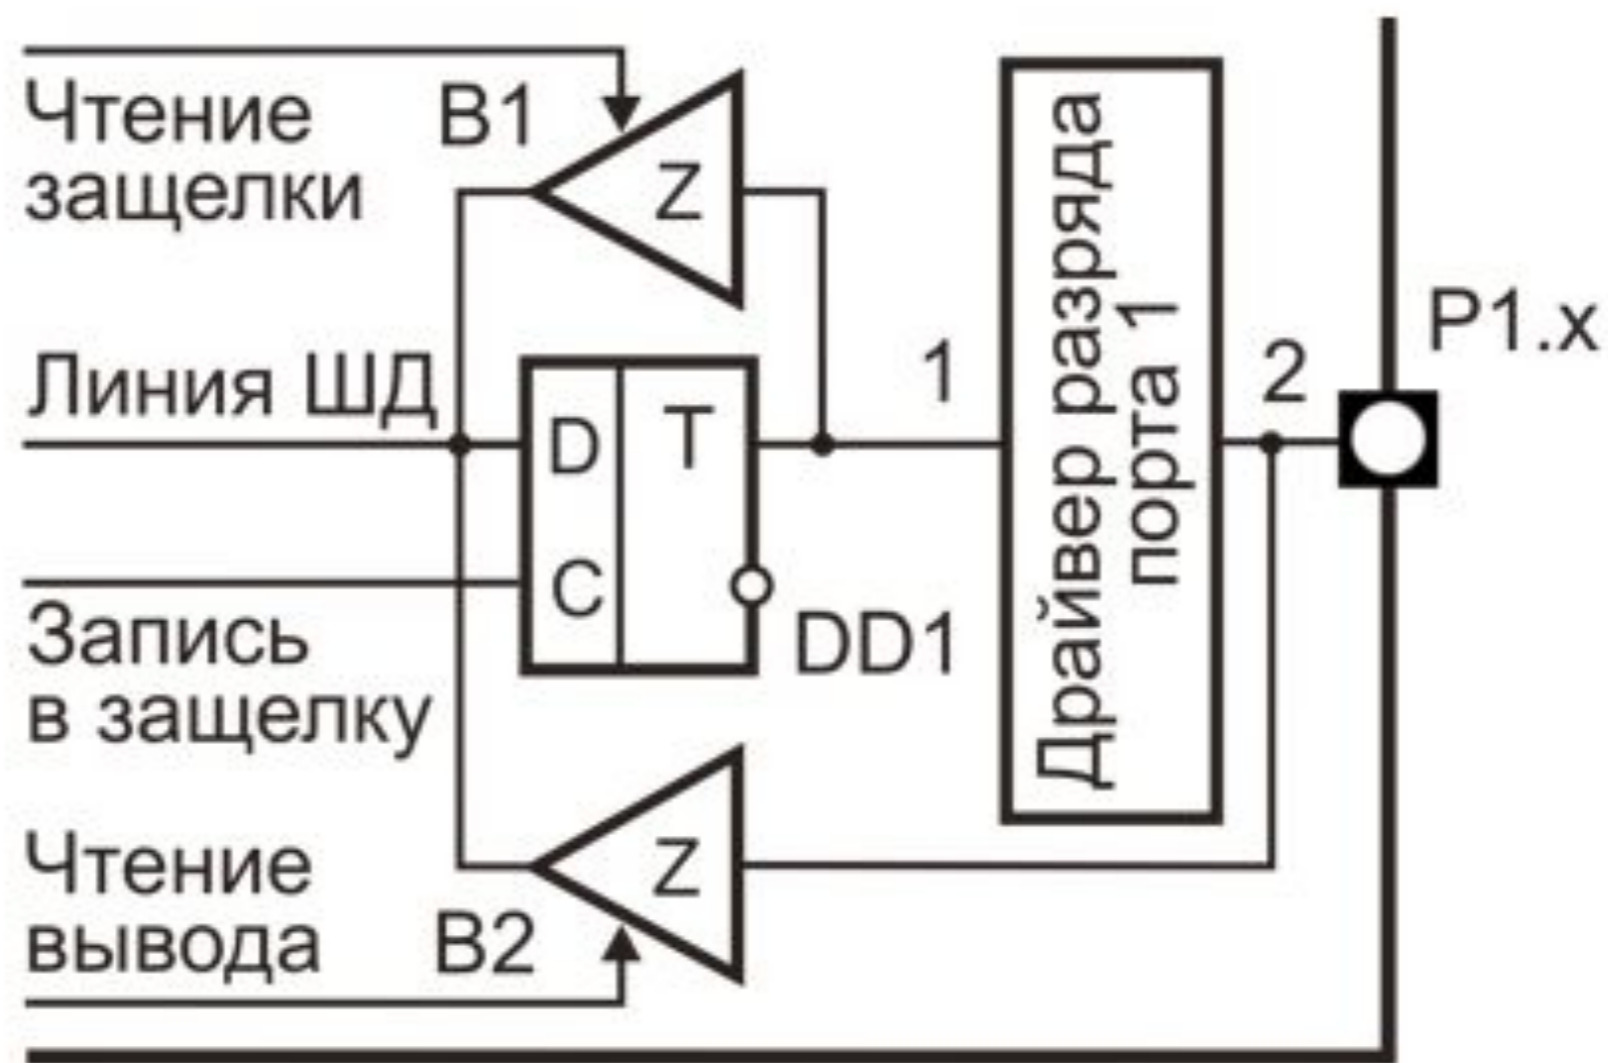 Чтение
защелки
B1
Z
Линия ШД
D
T
C
DD1
1
Драйвер разряда
порта 1
2
P1.x
Запись
в защелку
Чтение
вывода
B2
Z